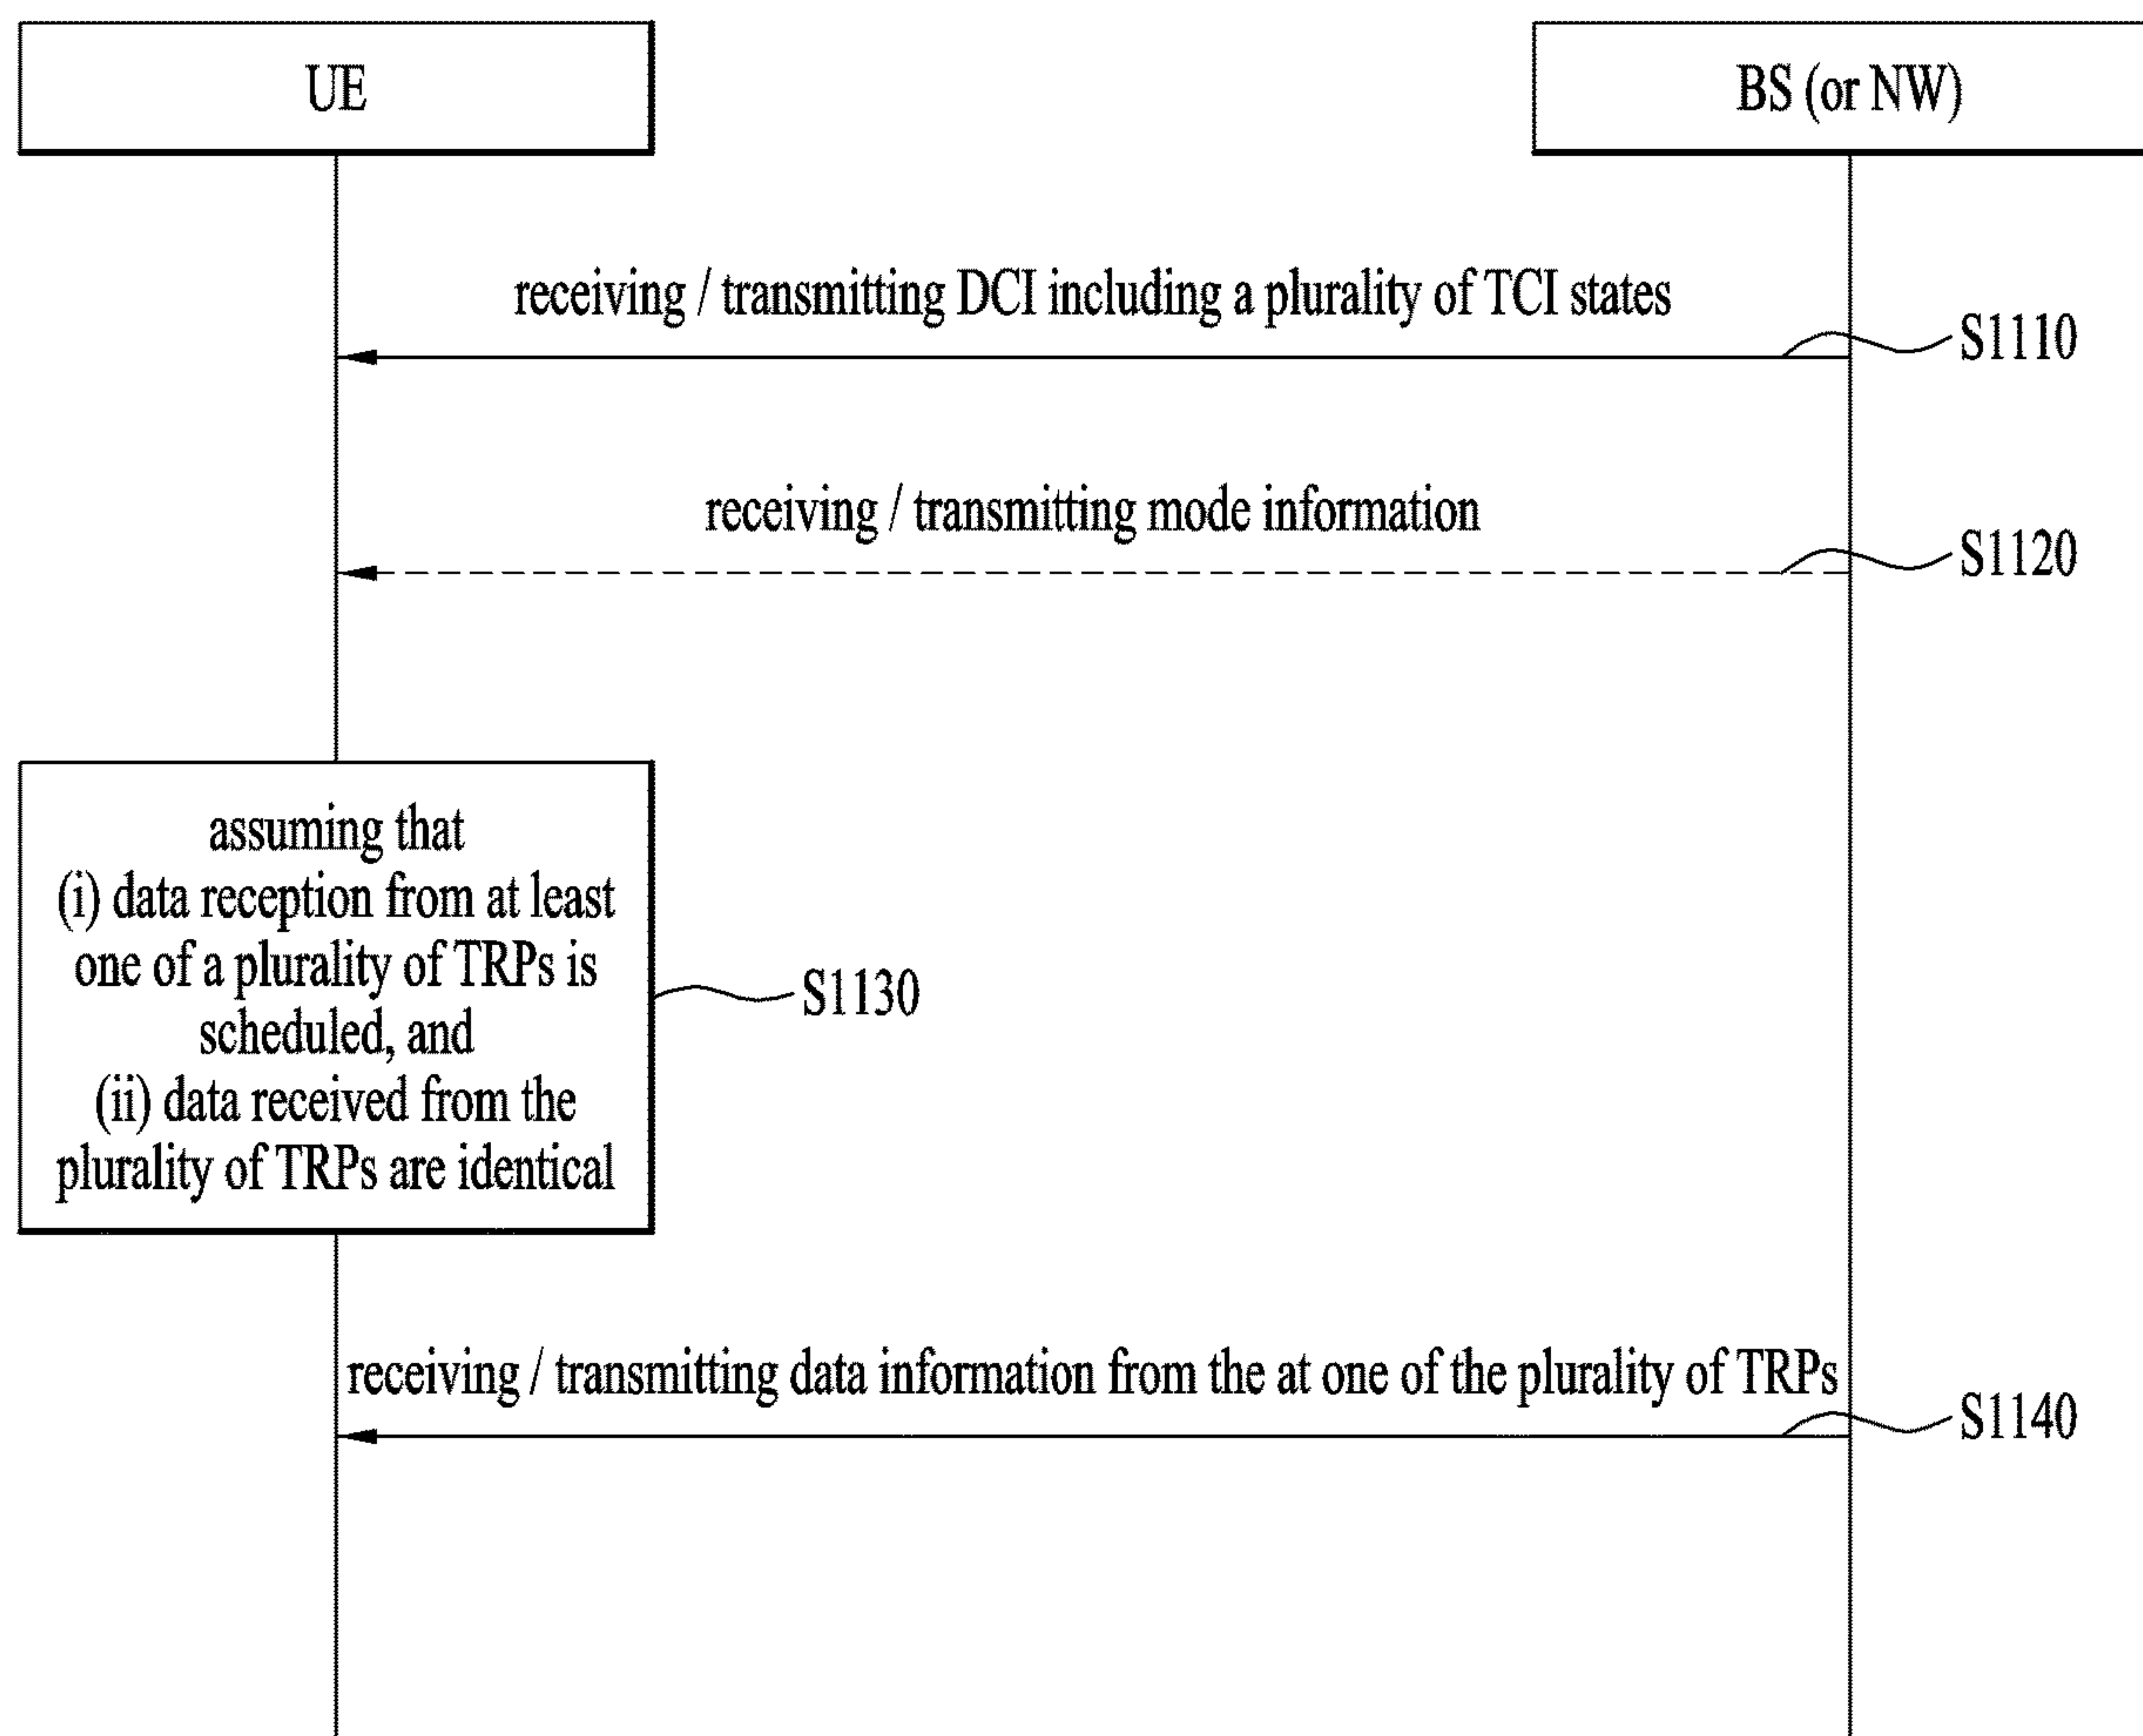 UE
BS (or NW)
receiving / transmitting DCI including a plurality of TCI states
S1110
receiving / transmitting mode information
S1120
assuming that
(i) data reception from at least
one of a plurality of TRPs is
scheduled, and
(ii) data received from the
plurality of TRPs are identical
S1130
receiving / transmitting data information from the at one of the plurality of TRPs
S1140